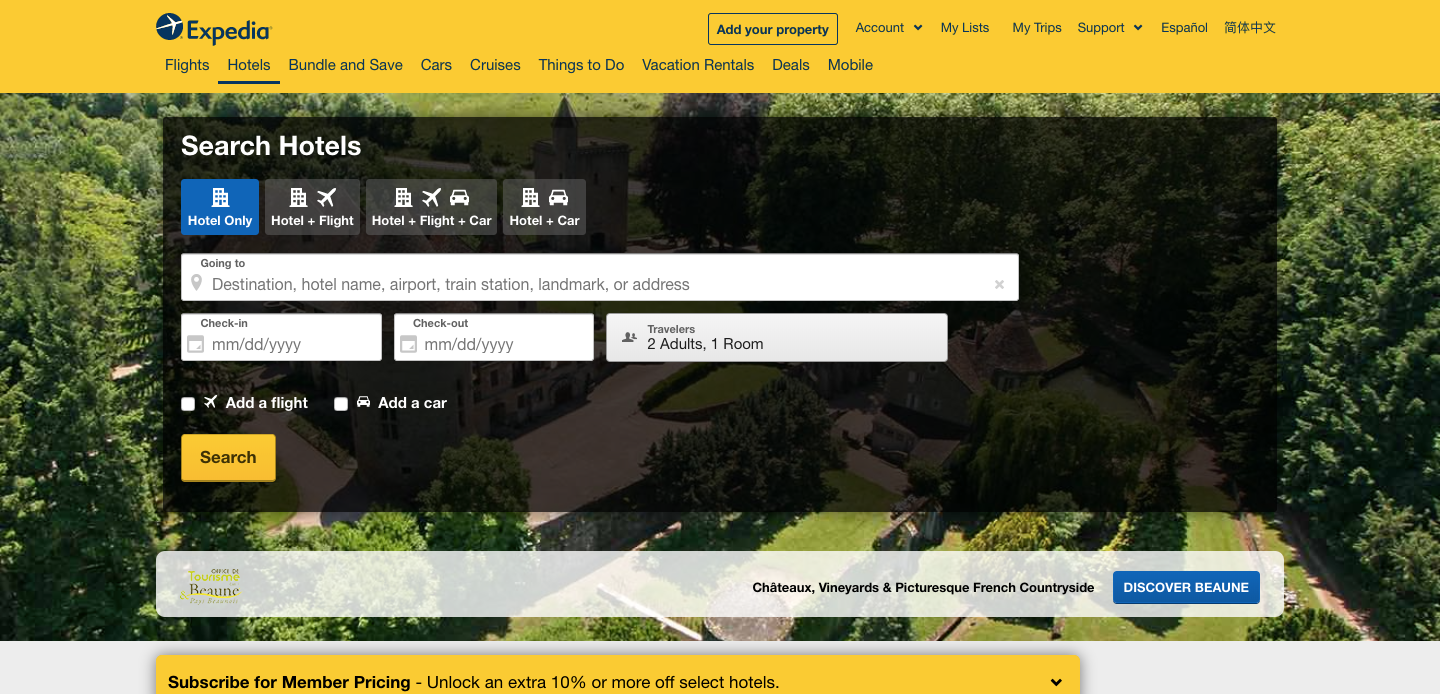 Expedia
Add your property
Account
My Lists
My Trips
Support
Español
简体中文
Flights
Hotels
Bundle and Save
Cars
Cruises
Things to Do
Vacation Rentals
Deals
Mobile
Search Hotels
Hotel Only
Hotel + Flight
Hotel + Flight + Car
Hotel + Car
Going to
Destination, hotel name, airport, train station, landmark, or address
Check-in
mm/dd/yyyy
Check-out
mm/dd/yyyy
Travelers
2 Adults, 1 Room
Add a flight
Add a car
Search
OFFICE DE
Tourisme
Beaune
& Pays Beaunois
Châteaux, Vineyards & Picturesque French Countryside
DISCOVER BEAUNE
Subscribe for Member Pricing - Unlock an extra 10% or more off select hotels.